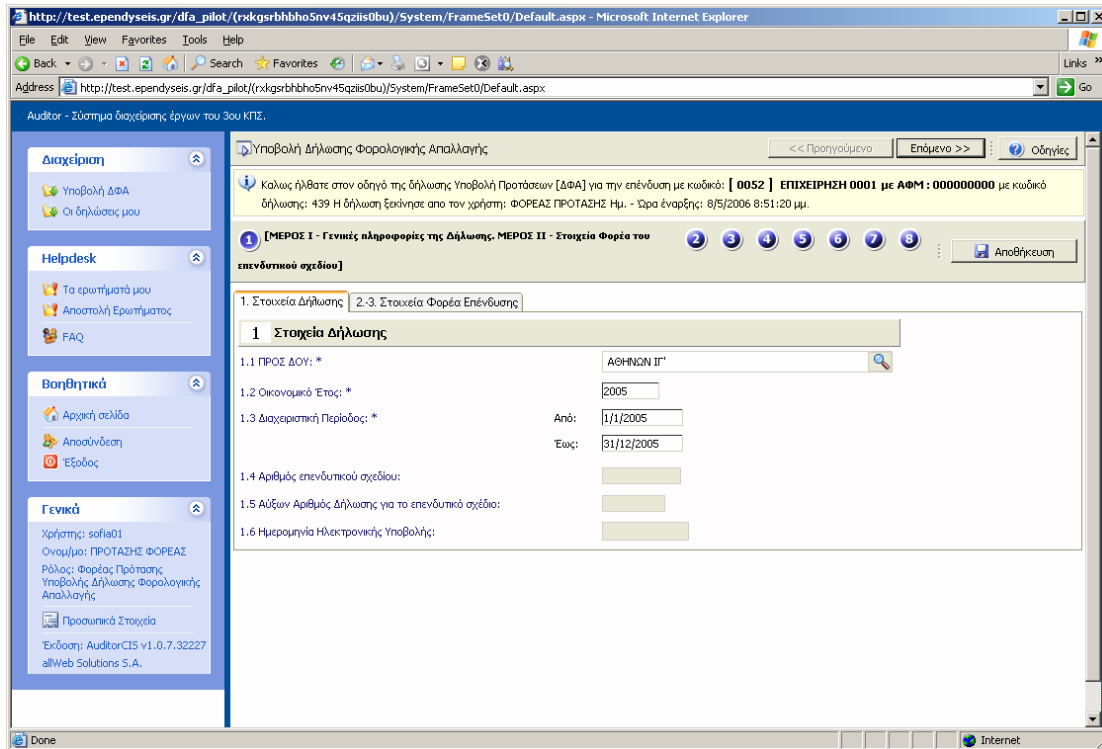 http://test.ependyseis.gr/dfa_pilot/(rxkgsrbhbho5nv45qziis0bu)/System/FrameSet0/Default.aspx - Microsoft Internet Explorer
File Edit View Favorites Tools Help
Back Search Favorites Links »
Address http://test.ependyseis.gr/dfa_pilot/(rxkgsrbhbho5nv45qziis0bu)/System/FrameSet0/Default.aspx Go
Auditor - Σύστημα διαχείρισης έργων του 3ου ΚΠΣ.
Διαχείριση
Υποβολή ΔΦΑ
Οι δηλώσεις μου
Helpdesk
Τα ερωτήματά μου
Αποστολή Ερωτήματος
FAQ
Βοηθητικά
Αρχική σελίδα
Αποσύνδεση
Έξοδος
Γενικά
Χρήστης: sofia01
Ονομ/μο: ΠΡΟΤΑΣΗΣ ΦΟΡΕΑΣ
Ρόλος: Φορέας Πρότασης
Υποβολής Δήλωσης Φορολογικής
Απαλλαγής
Προσωπικά Στοιχεία
Έκδοση: AuditorCIS v1.0.7.32227
allWeb Solutions S.A.
Υποβολή Δήλωσης Φορολογικής Απαλλαγής
<< Προηγούμενο Επόμενο >> Οδηγίες
Καλως ήλθατε στον οδηγό της δήλωσης Υποβολή Προτάσεων [ΔΦΑ] για την επένδυση με κωδικό: [ 0052 ] ΕΠΙΧΕΙΡΗΣΗ 0001 με ΑΦΜ : 000000000 με κωδικό
δήλωσης: 439 Η δήλωση ξεκίνησε απο τον χρήστη: ΦΟΡΕΑΣ ΠΡΟΤΑΣΗΣ Ημ. - Ώρα έναρξης: 8/5/2006 8:51:20 μμ.
1 [ΜΕΡΟΣ Ι - Γενικές πληροφορίες της Δήλωσης. ΜΕΡΟΣ ΙΙ - Στοιχεία Φορέα του
επενδυτικού σχεδίου]
2 3 4 5 6 7 8
Αποθήκευση
1. Στοιχεία Δήλωσης 2.-3. Στοιχεία Φορέα Επένδυσης
1 Στοιχεία Δήλωσης
1.1 ΠΡΟΣ ΔΟΥ: * ΑΘΗΝΩΝ ΙΓ'
1.2 Οικονομικό Έτος: * 2005
1.3 Διαχειριστική Περίοδος: * Από: 1/1/2005
Έως: 31/12/2005
1.4 Αριθμός επενδυτικού σχεδίου:
1.5 Αύξων Αριθμός Δήλωσης για το επενδυτικό σχέδιο:
1.6 Ημερομηνία Ηλεκτρονικής Υποβολής:
Done Internet